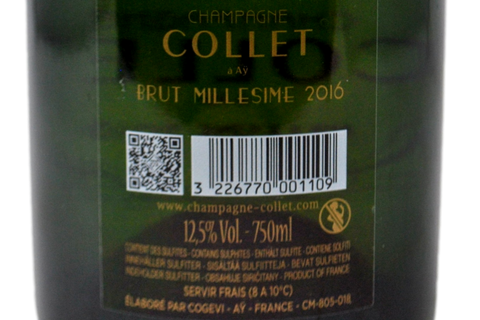 CHAMPAGNE
COLLET
à Aÿ
BRUT MILLESIME 2016
3 226770 001109
www.champagne-collet.com
12,5% Vol. - 750ml
CONTIENT DES SULFITES - CONTAINS SULPHITES - ENTHÄLT SULFITE - CONTIENE SOLFITI
INNEHÅLLER SULFITER - SISÄLTÄÄ SULFIITTEJA - BEVAT SULFIETEN
INDEHOLDER SULFITTER - OBSAHUJE SIRICITANY - PRODUCT OF FRANCE
SERVIR FRAIS (8 À 10°C)
ÉLABORÉ PAR COGEVI - AŸ - FRANCE - CM-805-018